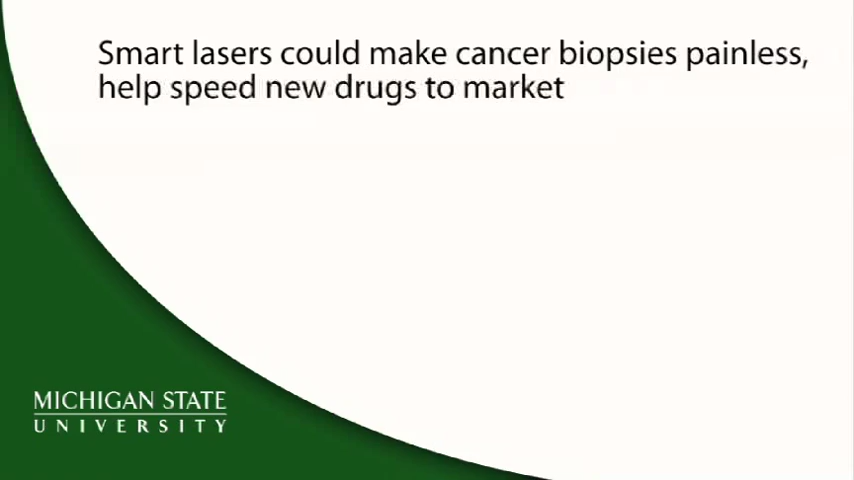 Smart lasers could make cancer biopsies painless,
help speed new drugs to market
MICHIGAN STATE
UNIVERSITY